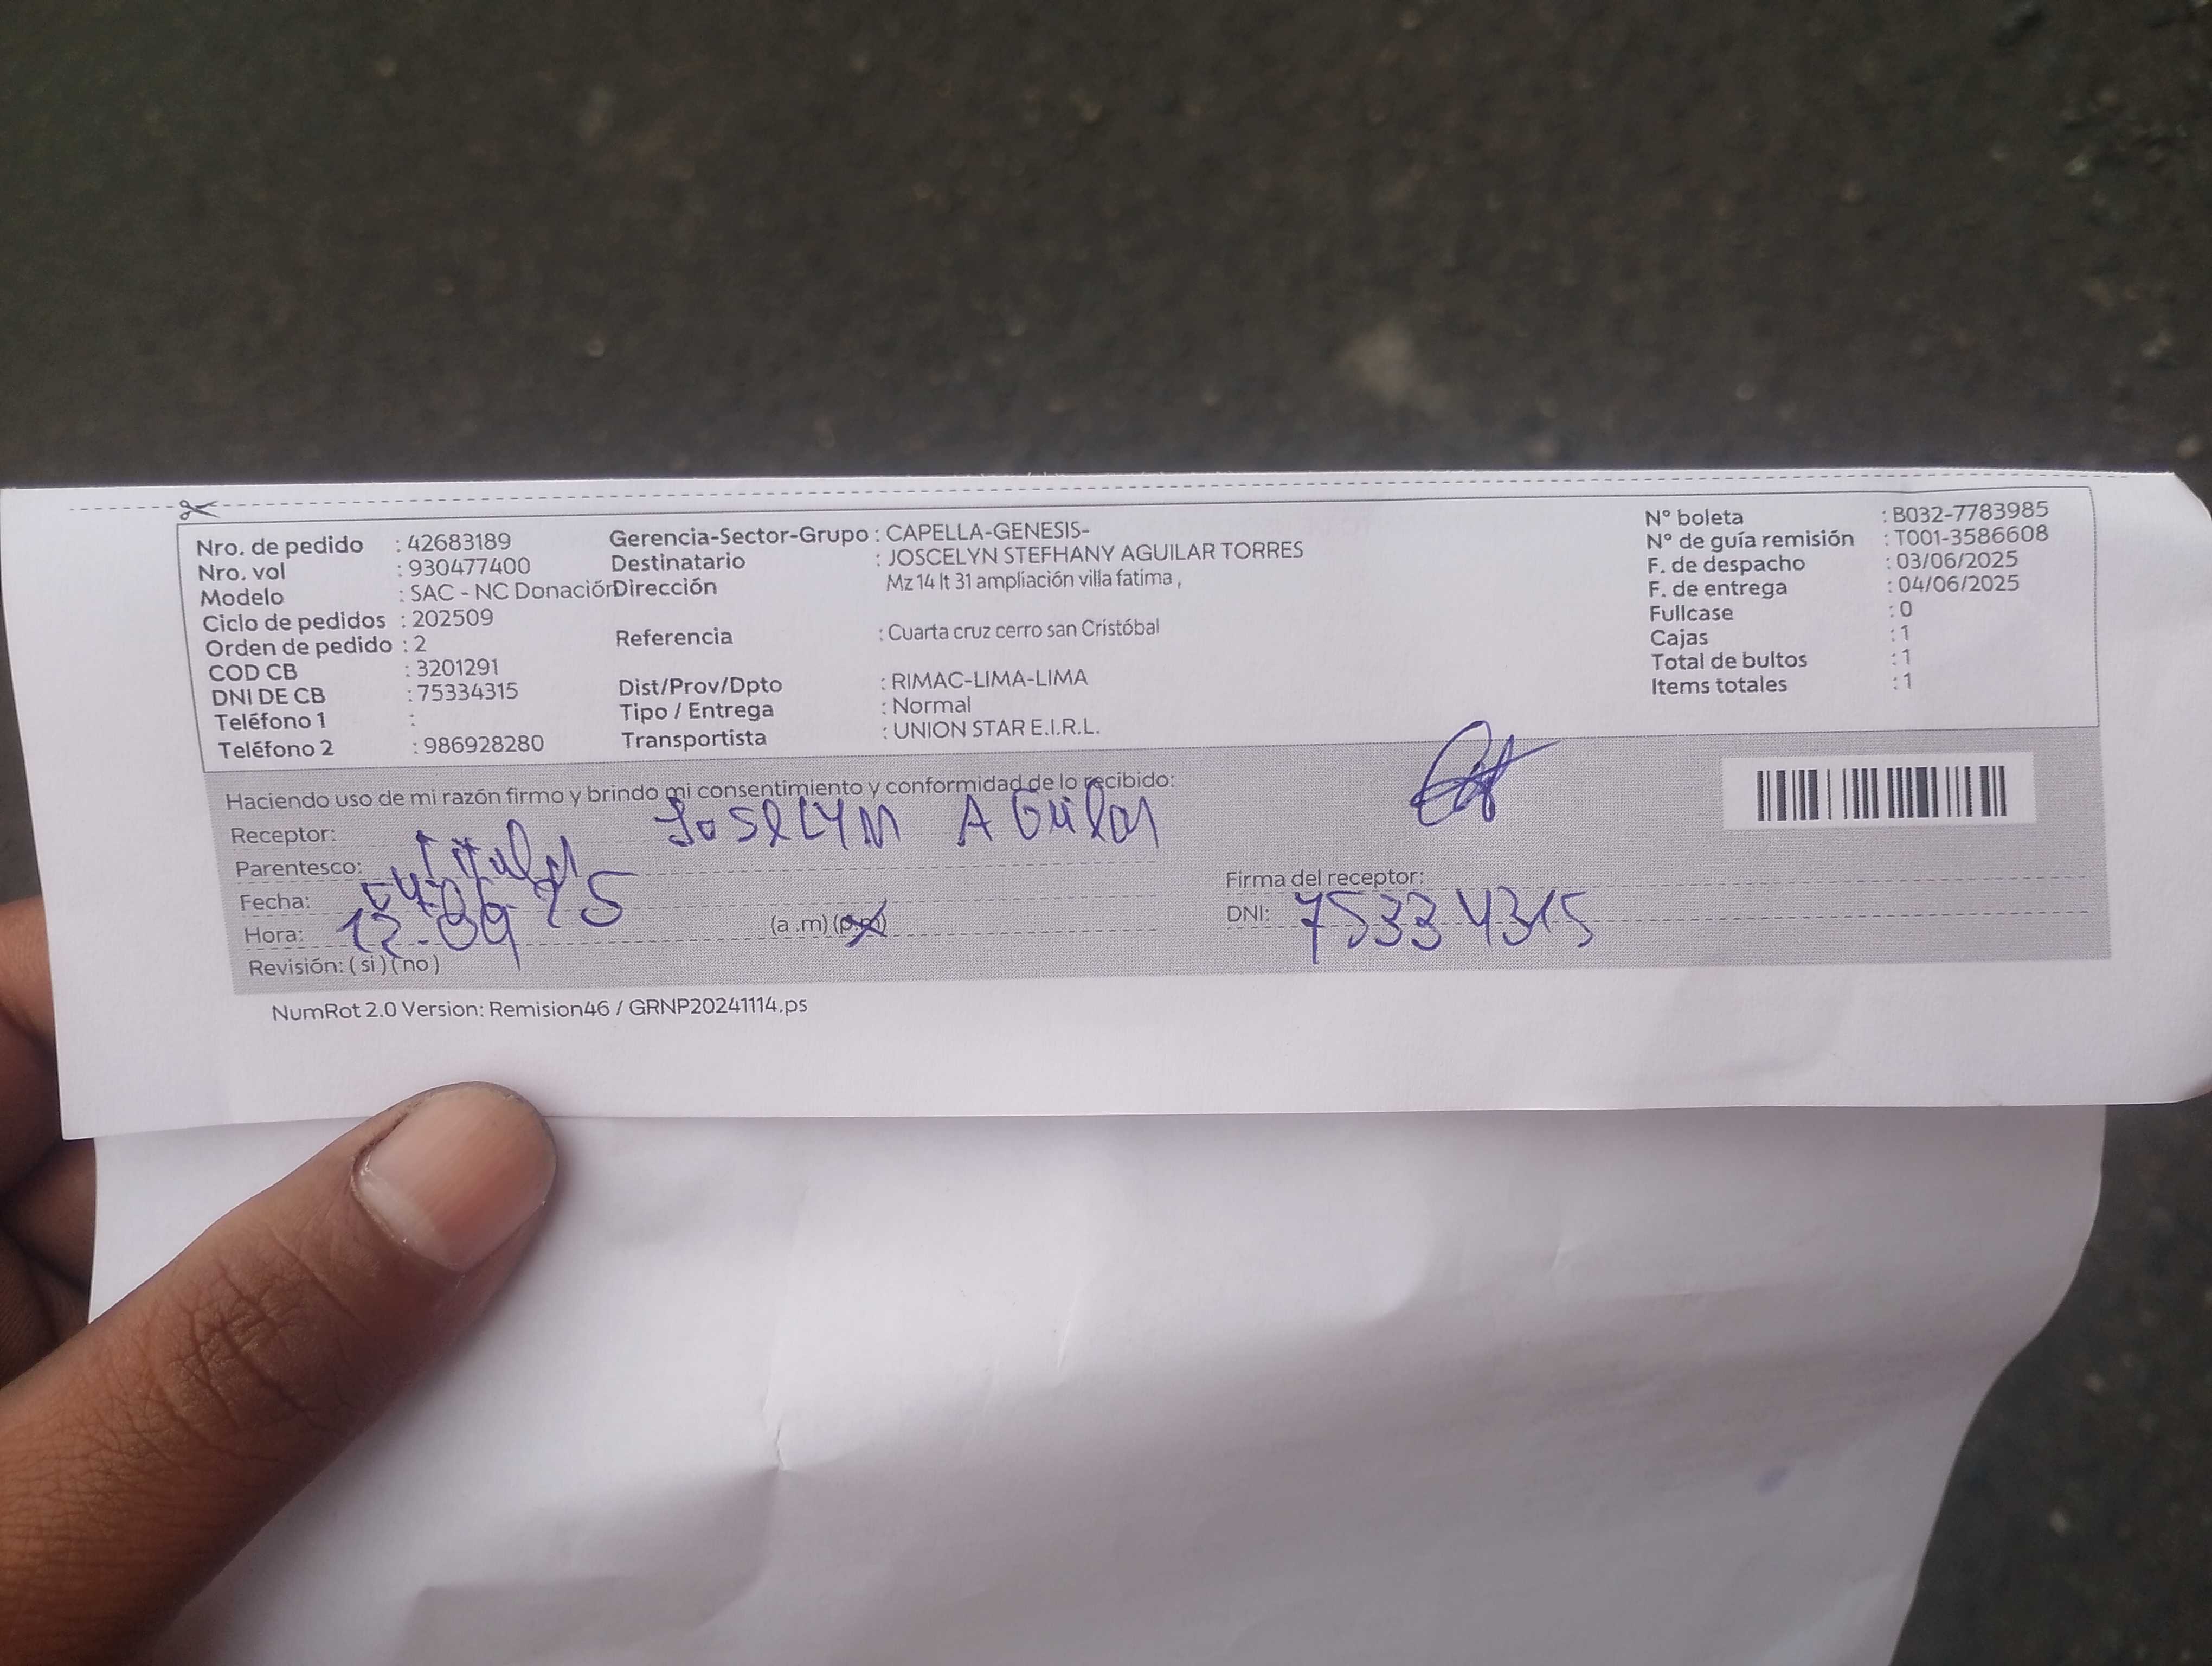 Nro. de pedido : 42683189
Nro. vol : 930477400
Modelo : SAC - NC Donación
Ciclo de pedidos : 202509
Orden de pedido : 2
COD CB : 3201291
DNI DE CB : 75334315
Teléfono 1 :
Teléfono 2 : 986928280
Gerencia-Sector-Grupo : CAPELLA-GENESIS-
Destinatario : JOSCELYN STEFHANY AGUILAR TORRES
Dirección Mz 14 lt 31 ampliación villa fatima ,
Referencia : Cuarta cruz cerro san Cristóbal
Dist/Prov/Dpto : RIMAC-LIMA-LIMA
Tipo / Entrega : Normal
Transportista : UNION STAR E.I.R.L.
N° boleta : B032-7783985
N° de guía remisión : T001-3586608
F. de despacho : 03/06/2025
F. de entrega : 04/06/2025
Fullcase : 0
Cajas : 1
Total de bultos : 1
Items totales : 1
Haciendo uso de mi razón firmo y brindo mi consentimiento y conformidad de lo recibido:
Receptor: Joselyn Aguilar
Parentesco: Titular
Fecha: 04-06-25
Hora: 12.09 (a .m) (p.m)
Revisión: ( si ) ( no )
Firma del receptor:
DNI: 75334315
NumRot 2.0 Version: Remision46 / GRNP20241114.ps